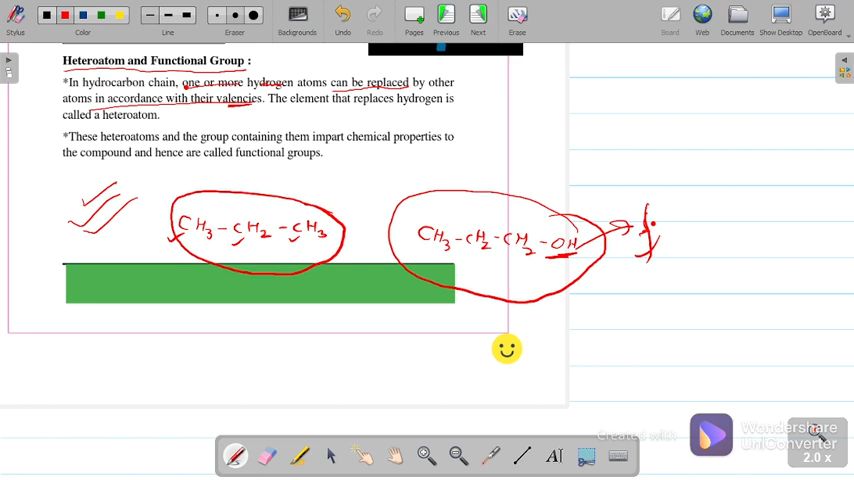 Stylus Color Line Eraser Backgrounds Undo Redo Pages Previous Next Erase Board Web Documents Show Desktop OpenBoard
Heteroatom and Functional Group :
*In hydrocarbon chain, one or more hydrogen atoms can be replaced by other
atoms in accordance with their valencies. The element that replaces hydrogen is
called a heteroatom.
*These heteroatoms and the group containing them impart chemical properties to
the compound and hence are called functional groups.
CH3 – CH2 – CH3
CH3 – CH2 – CH2 – OH
Created with
Wondershare
UniConverter
2.0 x